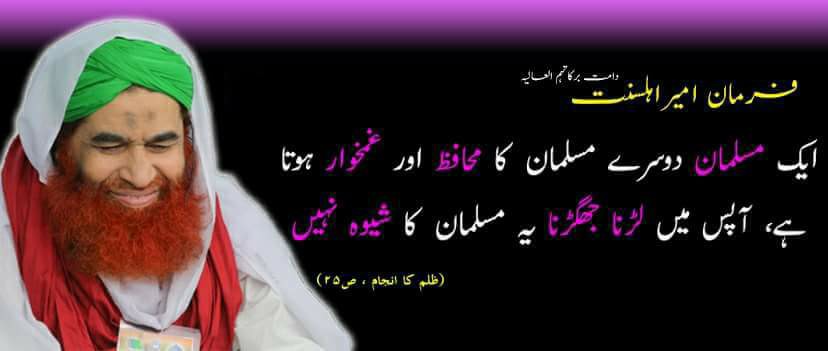 فرمان امیر اہلسنت دامت برکاتہم العالیہ
ایک مسلمان دوسرے مسلمان کا محافظ اور غمخوار ہوتا
ہے، آپس میں لڑنا جھگڑنا یہ مسلمان کا شیوہ نہیں
(ظلم کا انجام ، ص۲۵)